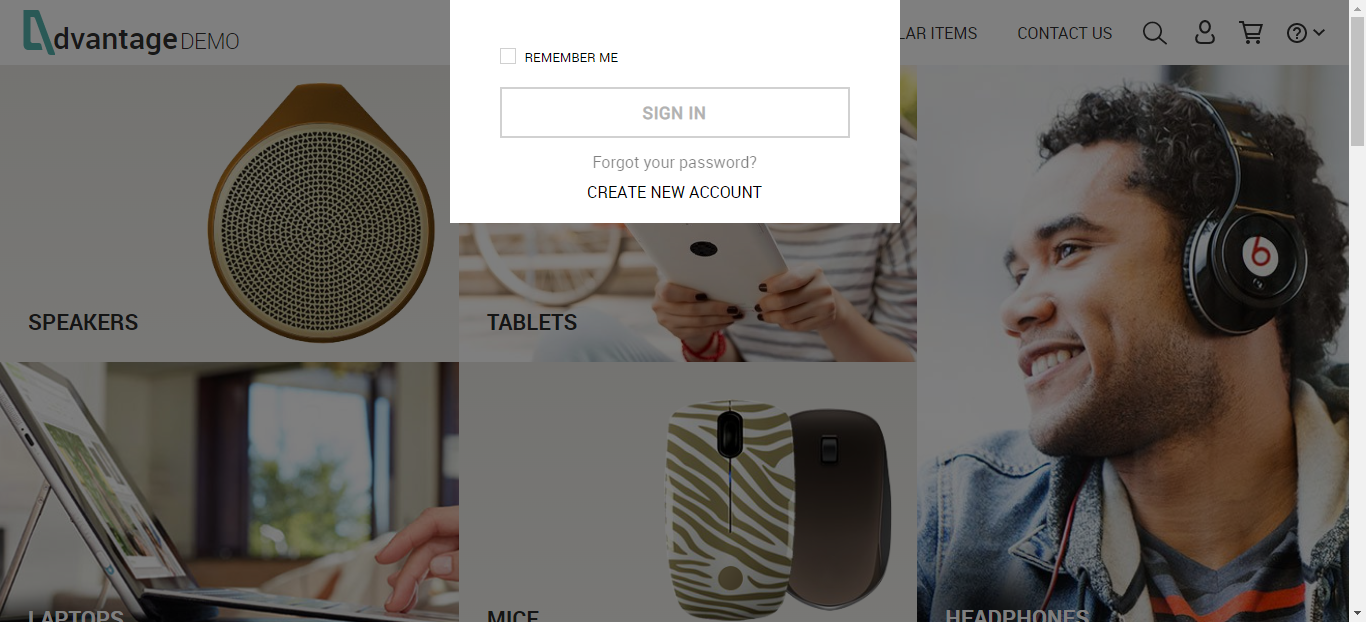 dvantage DEMO
LAR ITEMS
CONTACT US
REMEMBER ME
SIGN IN
Forgot your password?
CREATE NEW ACCOUNT
SPEAKERS
TABLETS
LAPTOPS
MICE
HEADPHONES